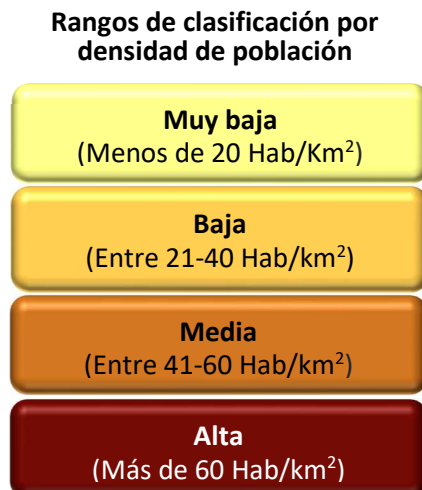 Rangos de clasificación por
densidad de población
Muy baja
(Menos de 20 Hab/Km²)
Baja
(Entre 21-40 Hab/km²)
Media
(Entre 41-60 Hab/km²)
Alta
(Más de 60 Hab/km²)